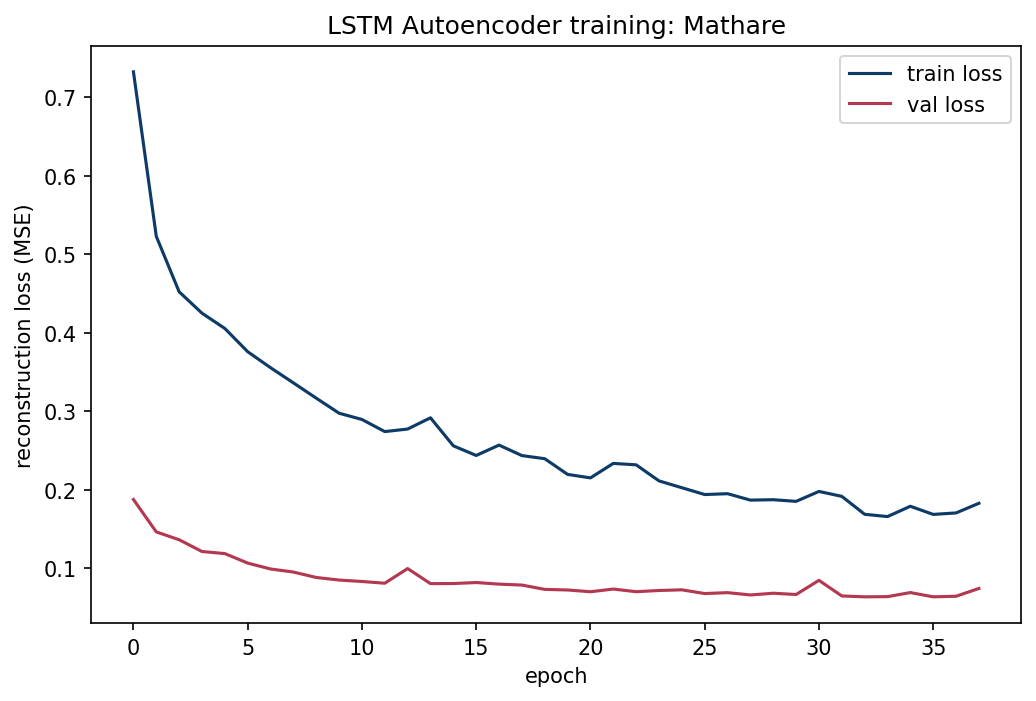 LSTM Autoencoder training: Mathare
train loss
val loss
reconstruction loss (MSE)
0.7
0.6
0.5
0.4
0.3
0.2
0.1
0 5 10 15 20 25 30 35
epoch